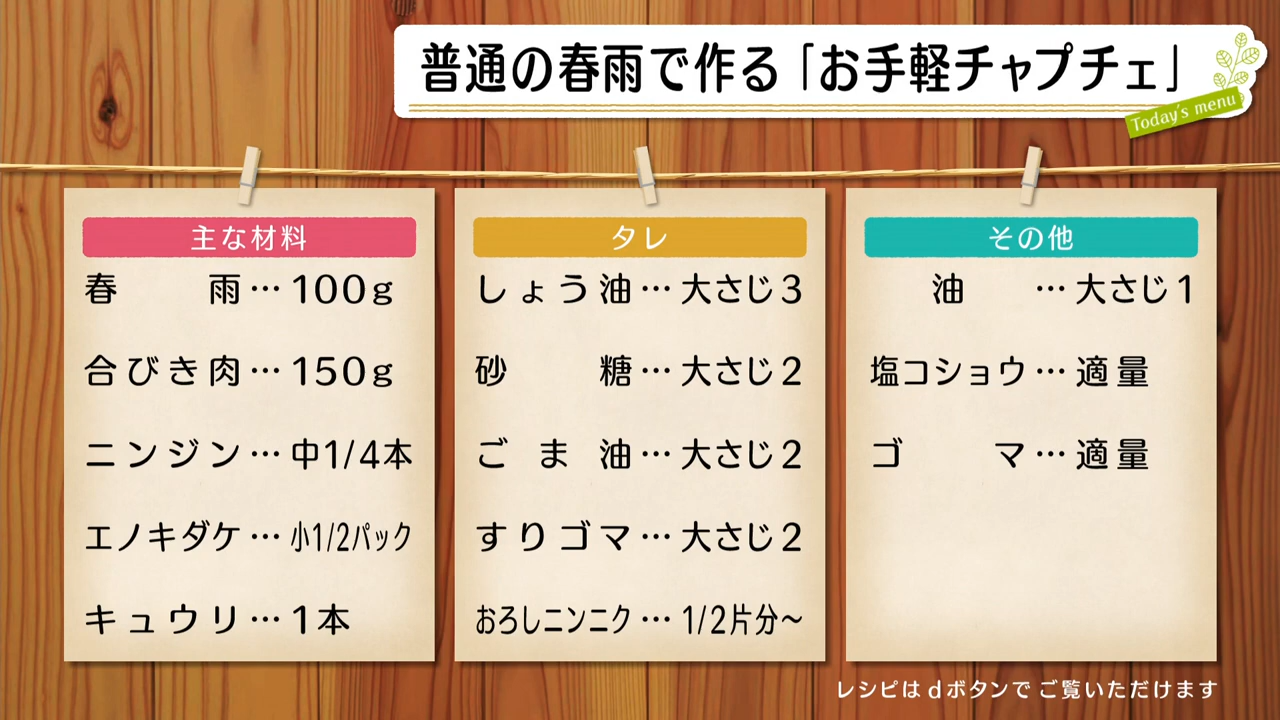 普通の春雨で作る「お手軽チャプチェ」
Today's menu
主な材料
春雨…100g
合びき肉…150g
ニンジン…中1/4本
エノキダケ…小1/2パック
キュウリ…1本
タレ
しょう油…大さじ3
砂糖…大さじ2
ごま油…大さじ2
すりゴマ…大さじ2
おろしニンニク…1/2片分〜
その他
油…大さじ1
塩コショウ…適量
ゴマ…適量
レシピはdボタンでご覧いただけます